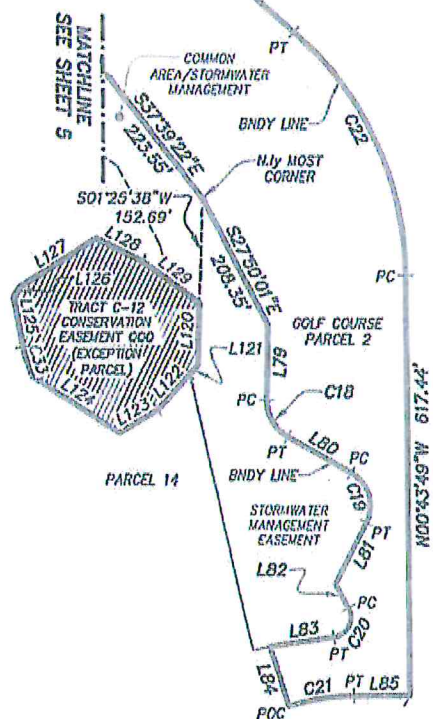 PT
MATCHLINE
SEE SHEET 5
COMMON
AREA/STORMWATER
MANAGEMENT
BNDY LINE
C22
S37°39'22"E
223.55'
N.ly MOST
CORNER
S01°25'38"W
152.69'
S27°50'01"E
208.35'
PC
L127
L128
L129
L126
TRACT C-12
CONSERVATION
EASEMENT QQQ
(EXCEPTION
PARCEL)
L120
L125
C33
L124
L123
L122
L121
L79
GOLF COURSE
PARCEL 2
N00°43'49"W 617.44'
PC
C18
PT
L80
PARCEL 14
BNDY LINE
PC
C19
STORMWATER
MANAGEMENT
EASEMENT
PT
L81
L82
PC
L83
C20
PT
L84
C21
PT
L85
POC